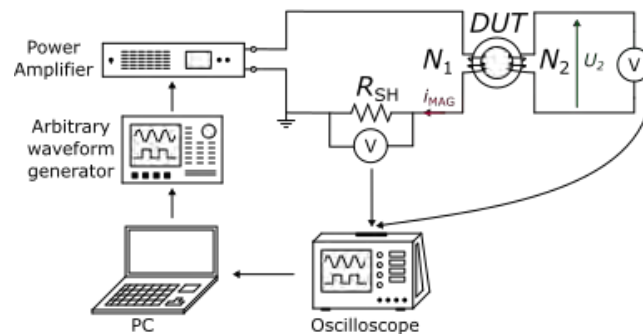 Power
Amplifier
Arbitrary
waveform
generator
PC
Oscilloscope
R_SH
V
i_MAG
N_1
DUT
N_2
U_2
V